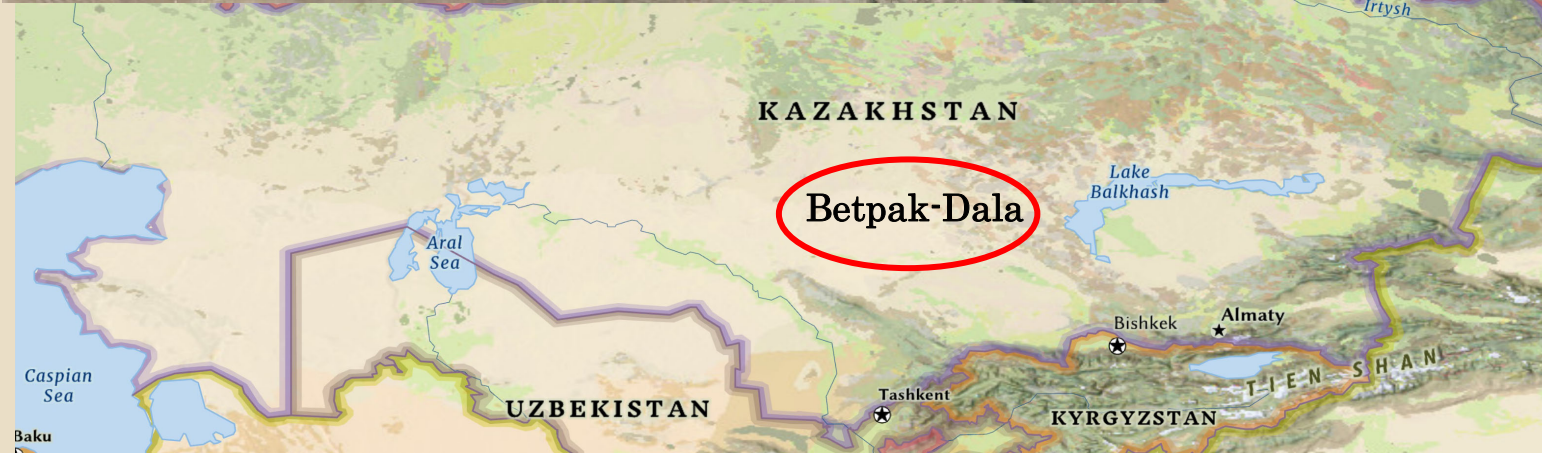 Irtysh
KAZAKHSTAN
Lake
Balkhash
Betpak-Dala
Aral
Sea
Almaty
Bishkek
Caspian
Sea
TIEN SHAN
Tashkent
UZBEKISTAN
KYRGYZSTAN
Baku